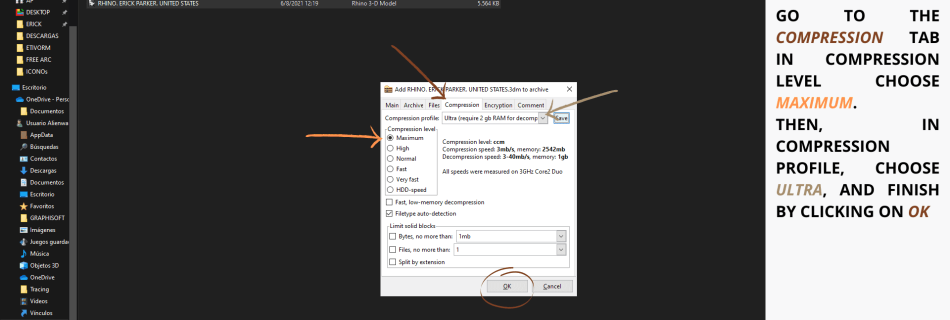 AP
DESKTOP
ERICK
DESCARGAS
ETIVORM
FREE ARC
ICONOs
Escritorio
OneDrive - Perso
Documentos
Usuario Alienwa
AppData
Búsquedas
Contactos
Descargas
Documentos
Escritorio
Favoritos
GRAPHISOFT
Imágenes
Juegos guarda
Música
Objetos 3D
OneDrive
Tracing
Videos
Vínculos
RHINO. ERICK PARKER. UNITED STATES 6/8/2021 12:19 Rhino 3-D Model 5.564 KB
Add RHINO. ERICK PARKER. UNITED STATES.3dm to archive
Main Archive Files Compression Encryption Comment
Compression profile: Ultra (require 2 gb RAM for decomp Save
Compression level
Maximum
High
Normal
Fast
Very fast
HDD-speed
Compression level: ccm
Compression speed: 3mb/s, memory: 2542mb
Decompression speed: 3-40mb/s, memory: 1gb
All speeds were measured on 3GHz Core2 Duo
Fast, low-memory decompression
Filetype auto-detection
Limit solid blocks
Bytes, no more than: 1mb
Files, no more than: 1
Split by extension
OK Cancel
GO TO THE
COMPRESSION TAB
IN COMPRESSION
LEVEL CHOOSE
MAXIMUM.
THEN, IN
COMPRESSION
PROFILE, CHOOSE
ULTRA, AND FINISH
BY CLICKING ON OK